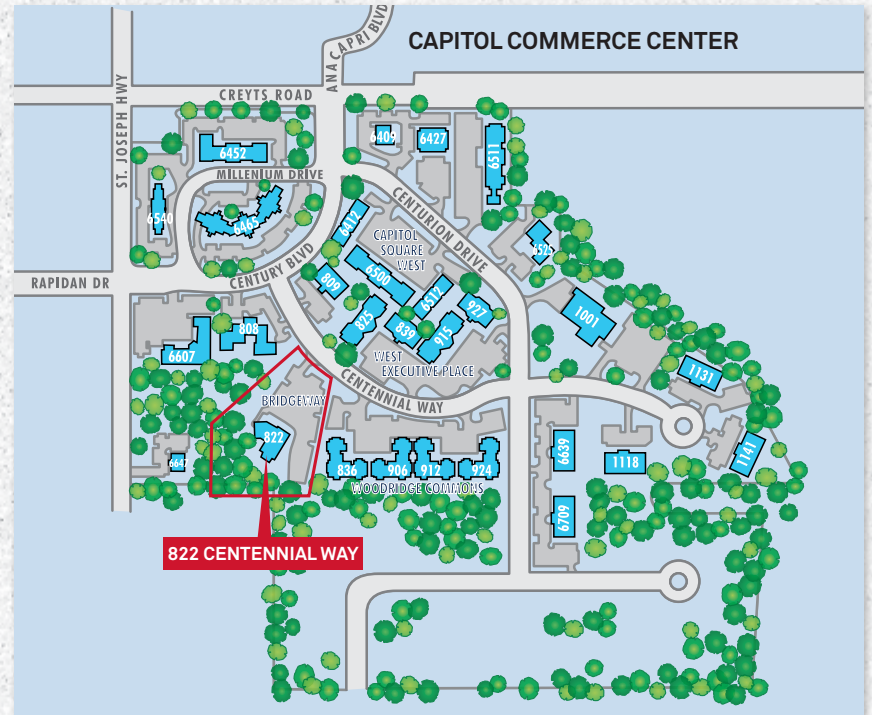 CAPITOL COMMERCE CENTER
ANACAPRI BLVD
CREYTS ROAD
ST. JOSEPH HWY
6409
6427
6511
6452
MILLENIUM DRIVE
CENTURION DRIVE
6540
6465
6412
CAPITOL
SQUARE
WEST
6525
CENTURY BLVD
RAPIDAN DR
809
6500
6512
927
1001
825
839
915
808
6607
WEST
EXECUTIVE PLACE
1131
CENTENNIAL WAY
BRIDGEWAY
822
6647
836
906
912
924
WOODRIDGE COMMONS
6639
1118
1141
6709
822 CENTENNIAL WAY